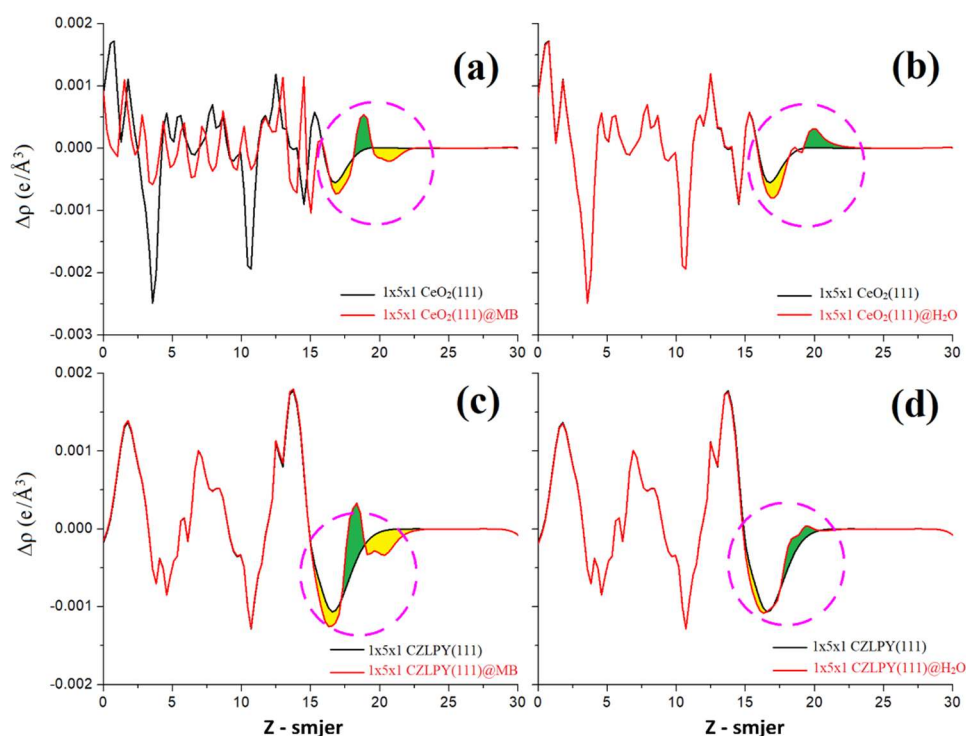 0.002
0.001
0.000
-0.001
-0.002
-0.003
Δρ (e/Å³)
(a)
1x5x1 CeO₂(111)
1x5x1 CeO₂(111)@MB
0 5 10 15 20 25 30
(b)
1x5x1 CeO₂(111)
1x5x1 CeO₂(111)@H₂O
0 5 10 15 20 25 30
0.002
0.001
0.000
-0.001
-0.002
Δρ (e/Å³)
(c)
1x5x1 CZLPY(111)
1x5x1 CZLPY(111)@MB
0 5 10 15 20 25 30
Z - smjer
(d)
1x5x1 CZLPY(111)
1x5x1 CZLPY(111)@H₂O
0 5 10 15 20 25 30
Z - smjer